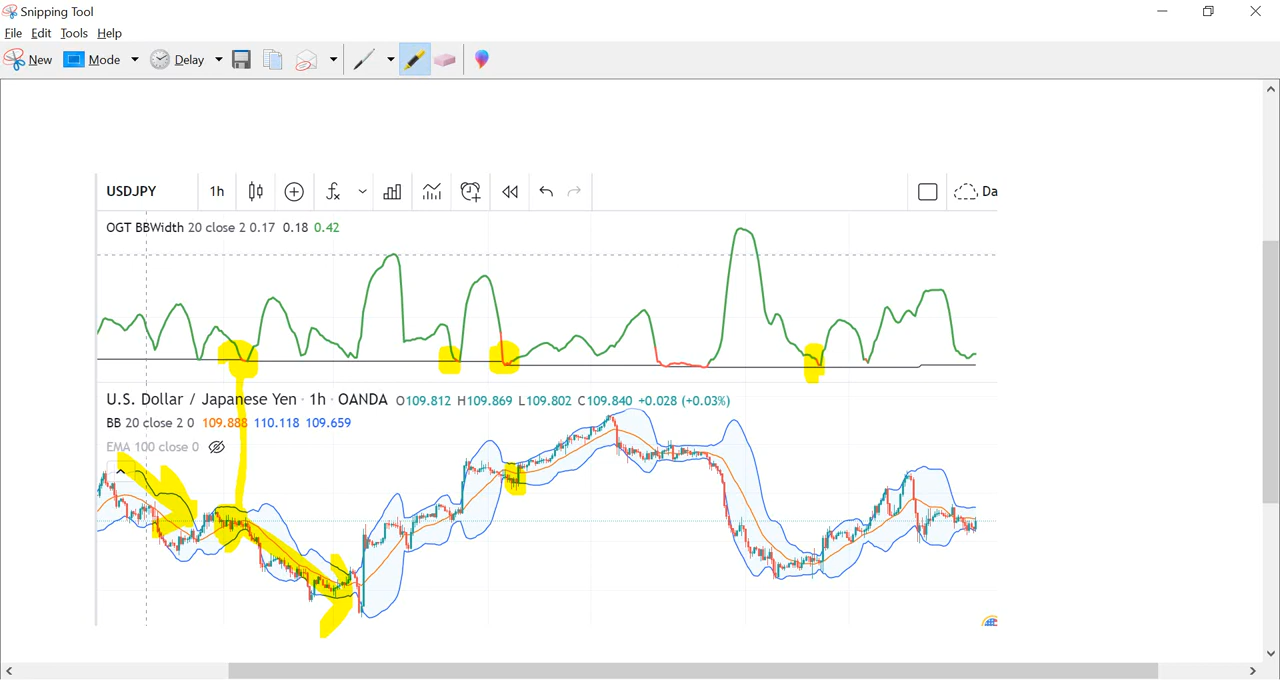 Snipping Tool
File Edit Tools Help
New Mode Delay
USDJPY 1h Da
OGT BBWidth 20 close 2 0.17 0.18 0.42
U.S. Dollar / Japanese Yen · 1h · OANDA O109.812 H109.869 L109.802 C109.840 +0.028 (+0.03%)
BB 20 close 2 0 109.888 110.118 109.659
EMA 100 close 0